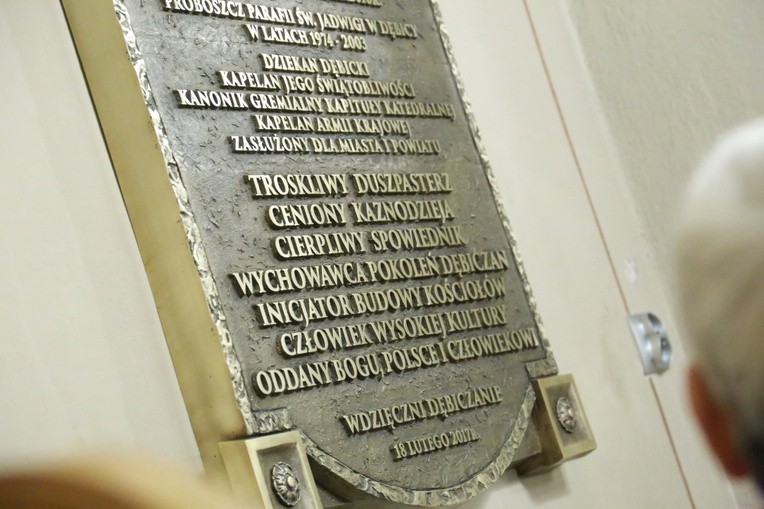 PROBOSZCZ PARAFII ŚW. JADWIGI W DĘBICY
W LATACH 1974 - 2003
DZIEKAN DĘBICKI
KAPELAN JEGO ŚWIĄTOBLIWOŚCI
KANONIK GREMIALNY KAPITUŁY KATEDRALNEJ
KAPELAN ARMII KRAJOWEJ
ZASŁUŻONY DLA MIASTA I POWIATU
TROSKLIWY DUSZPASTERZ
CENIONY KAZNODZIEJA
CIERPLIWY SPOWIEDNIK
WYCHOWAWCA POKOLEŃ DĘBICZAN
INICJATOR BUDOWY KOŚCIOŁÓW
CZŁOWIEK WYSOKIEJ KULTURY
ODDANY BOGU, POLSCE I CZŁOWIEKOWI
WDZIĘCZNI DĘBICZANIE
18 LUTEGO 2017r.